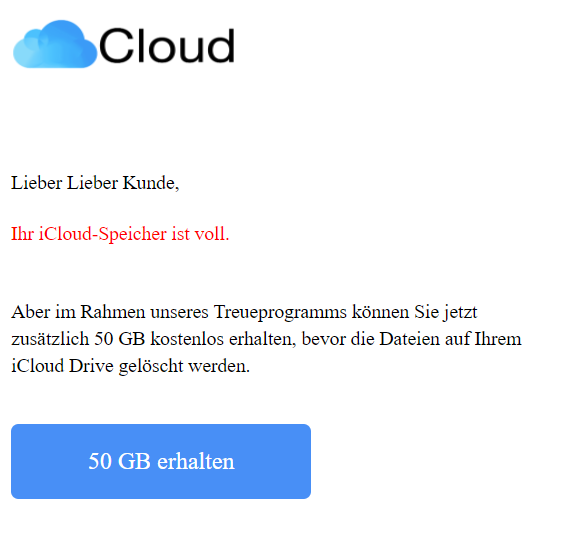 Cloud
Lieber Lieber Kunde,
Ihr iCloud-Speicher ist voll.
Aber im Rahmen unseres Treueprogramms können Sie jetzt
zusätzlich 50 GB kostenlos erhalten, bevor die Dateien auf Ihrem
iCloud Drive gelöscht werden.
50 GB erhalten